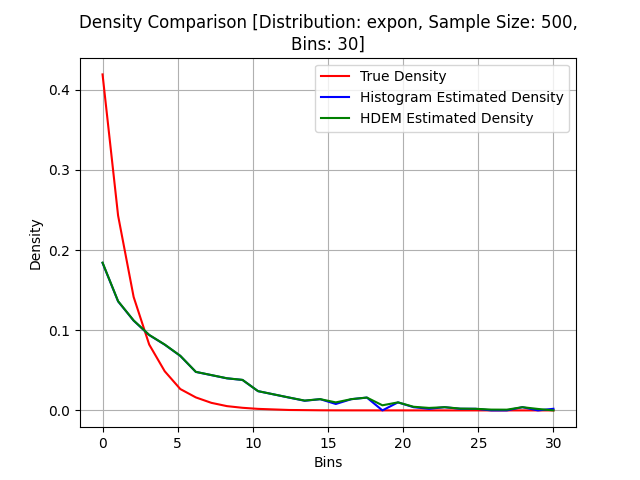 Density Comparison [Distribution: expon, Sample Size: 500,
Bins: 30]
True Density
Histogram Estimated Density
HDEM Estimated Density
Density
0.4
0.3
0.2
0.1
0.0
0 5 10 15 20 25 30
Bins